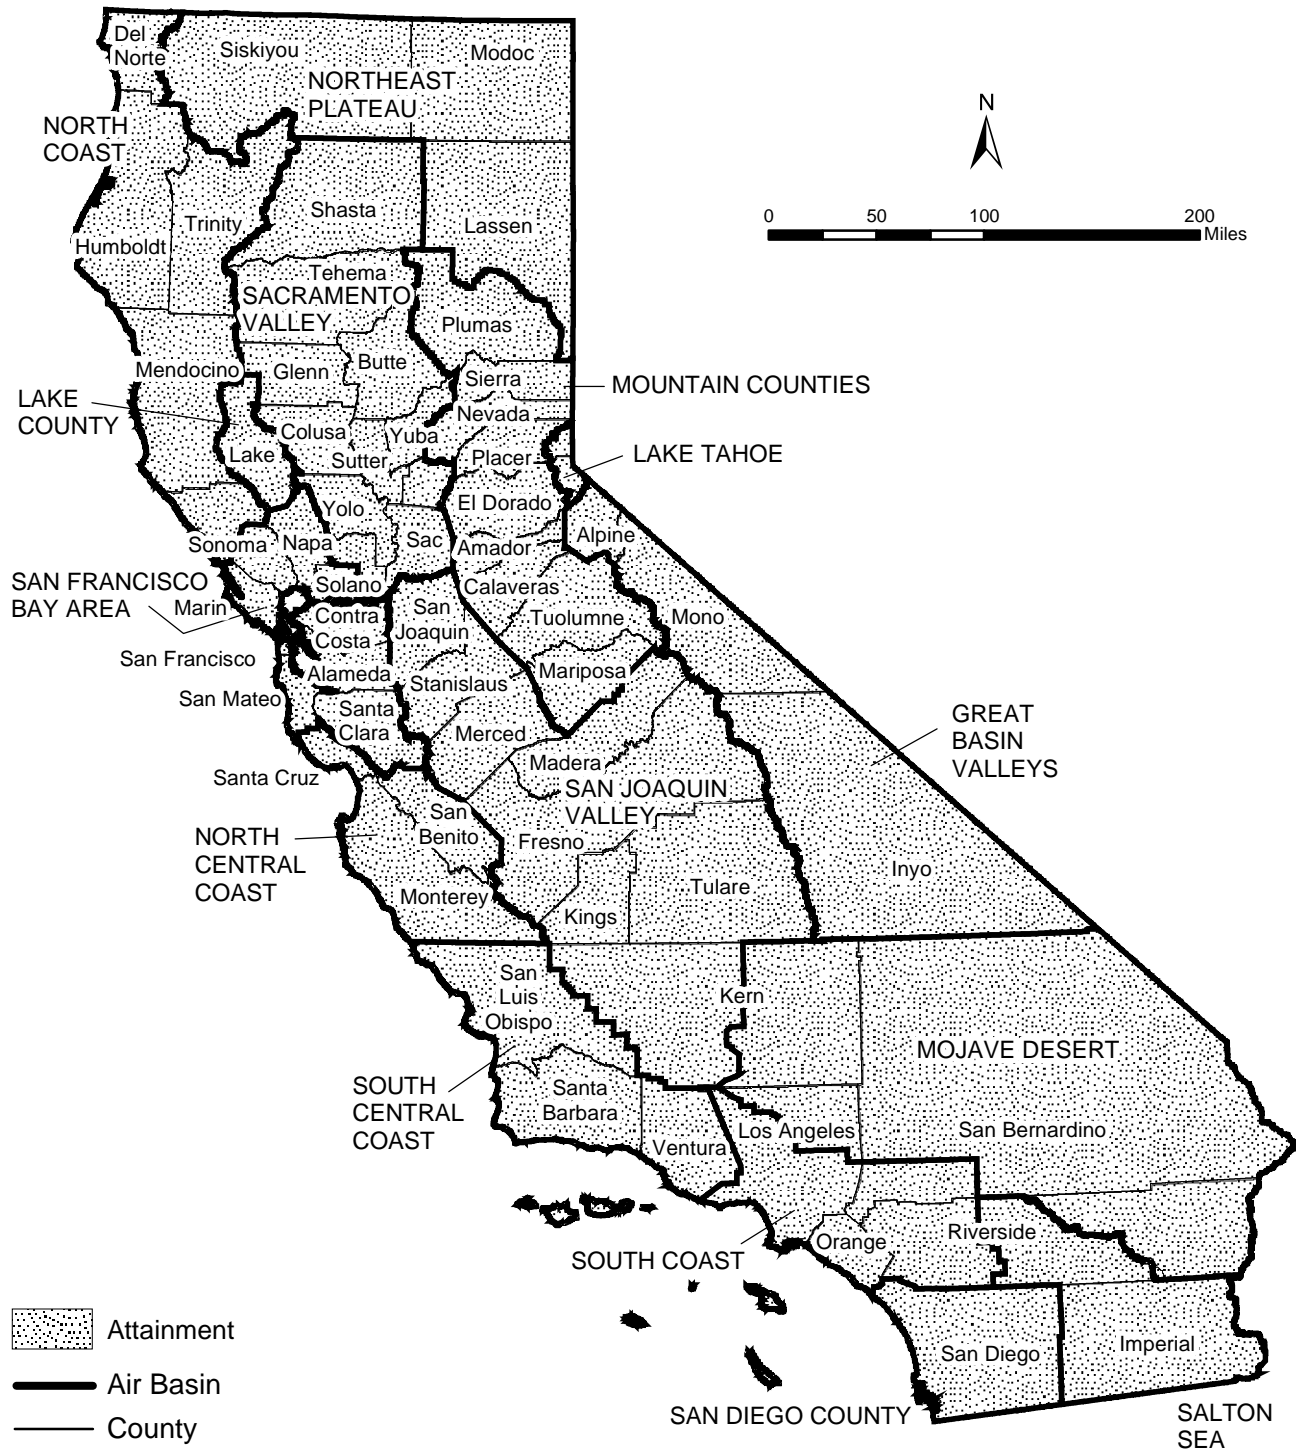 Del
Norte
Siskiyou
Modoc
NORTHEAST
PLATEAU
NORTH
COAST
N
0 50 100 200
Miles
Shasta
Trinity
Lassen
Humboldt
Tehema
SACRAMENTO
VALLEY
Plumas
Mendocino
Glenn
Butte
Sierra
MOUNTAIN COUNTIES
LAKE
COUNTY
Nevada
Colusa
Yuba
Lake
Sutter
Placer
LAKE TAHOE
Yolo
El Dorado
Sonoma
Napa
Sac
Amador
Alpine
SAN FRANCISCO
BAY AREA
Solano
Calaveras
Marin
Contra
Costa
San
Joaquin
Tuolumne
Mono
San Francisco
Alameda
Stanislaus
Mariposa
San Mateo
Santa
Clara
Merced
GREAT
BASIN
VALLEYS
Santa Cruz
Madera
SAN JOAQUIN
VALLEY
San
Benito
NORTH
CENTRAL
COAST
Fresno
Inyo
Monterey
Tulare
Kings
San
Luis
Obispo
Kern
MOJAVE DESERT
SOUTH
CENTRAL
COAST
Santa
Barbara
Ventura
Los Angeles
San Bernardino
SOUTH COAST
Orange
Riverside
San Diego
Imperial
SAN DIEGO COUNTY
SALTON
SEA
Attainment
Air Basin
County